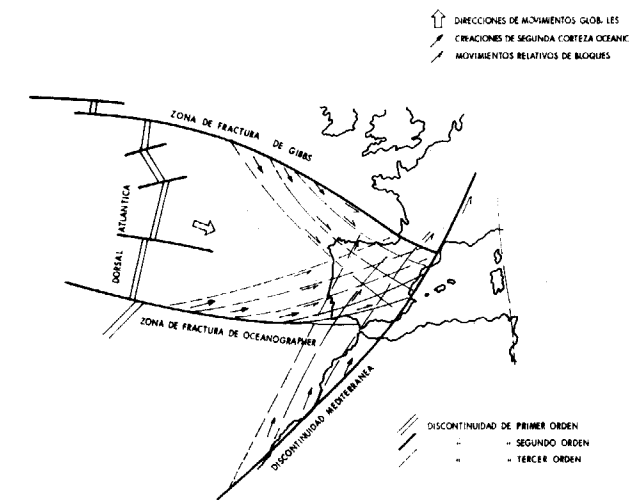 DIRECCIONES DE MOVIMIENTOS GLOB. LES
CREACIONES DE SEGUNDA CORTEZA OCEANIC
MOVIMIENTOS RELATIVOS DE BLOQUES
ZONA DE FRACTURA DE GIBBS
DORSAL ATLANTICA
ZONA DE FRACTURA DE OCEANOGRAPHER
DISCONTINUIDAD MEDITERRANEA
DISCONTINUIDAD DE PRIMER ORDEN
" " SEGUNDO ORDEN
" " TERCER ORDEN